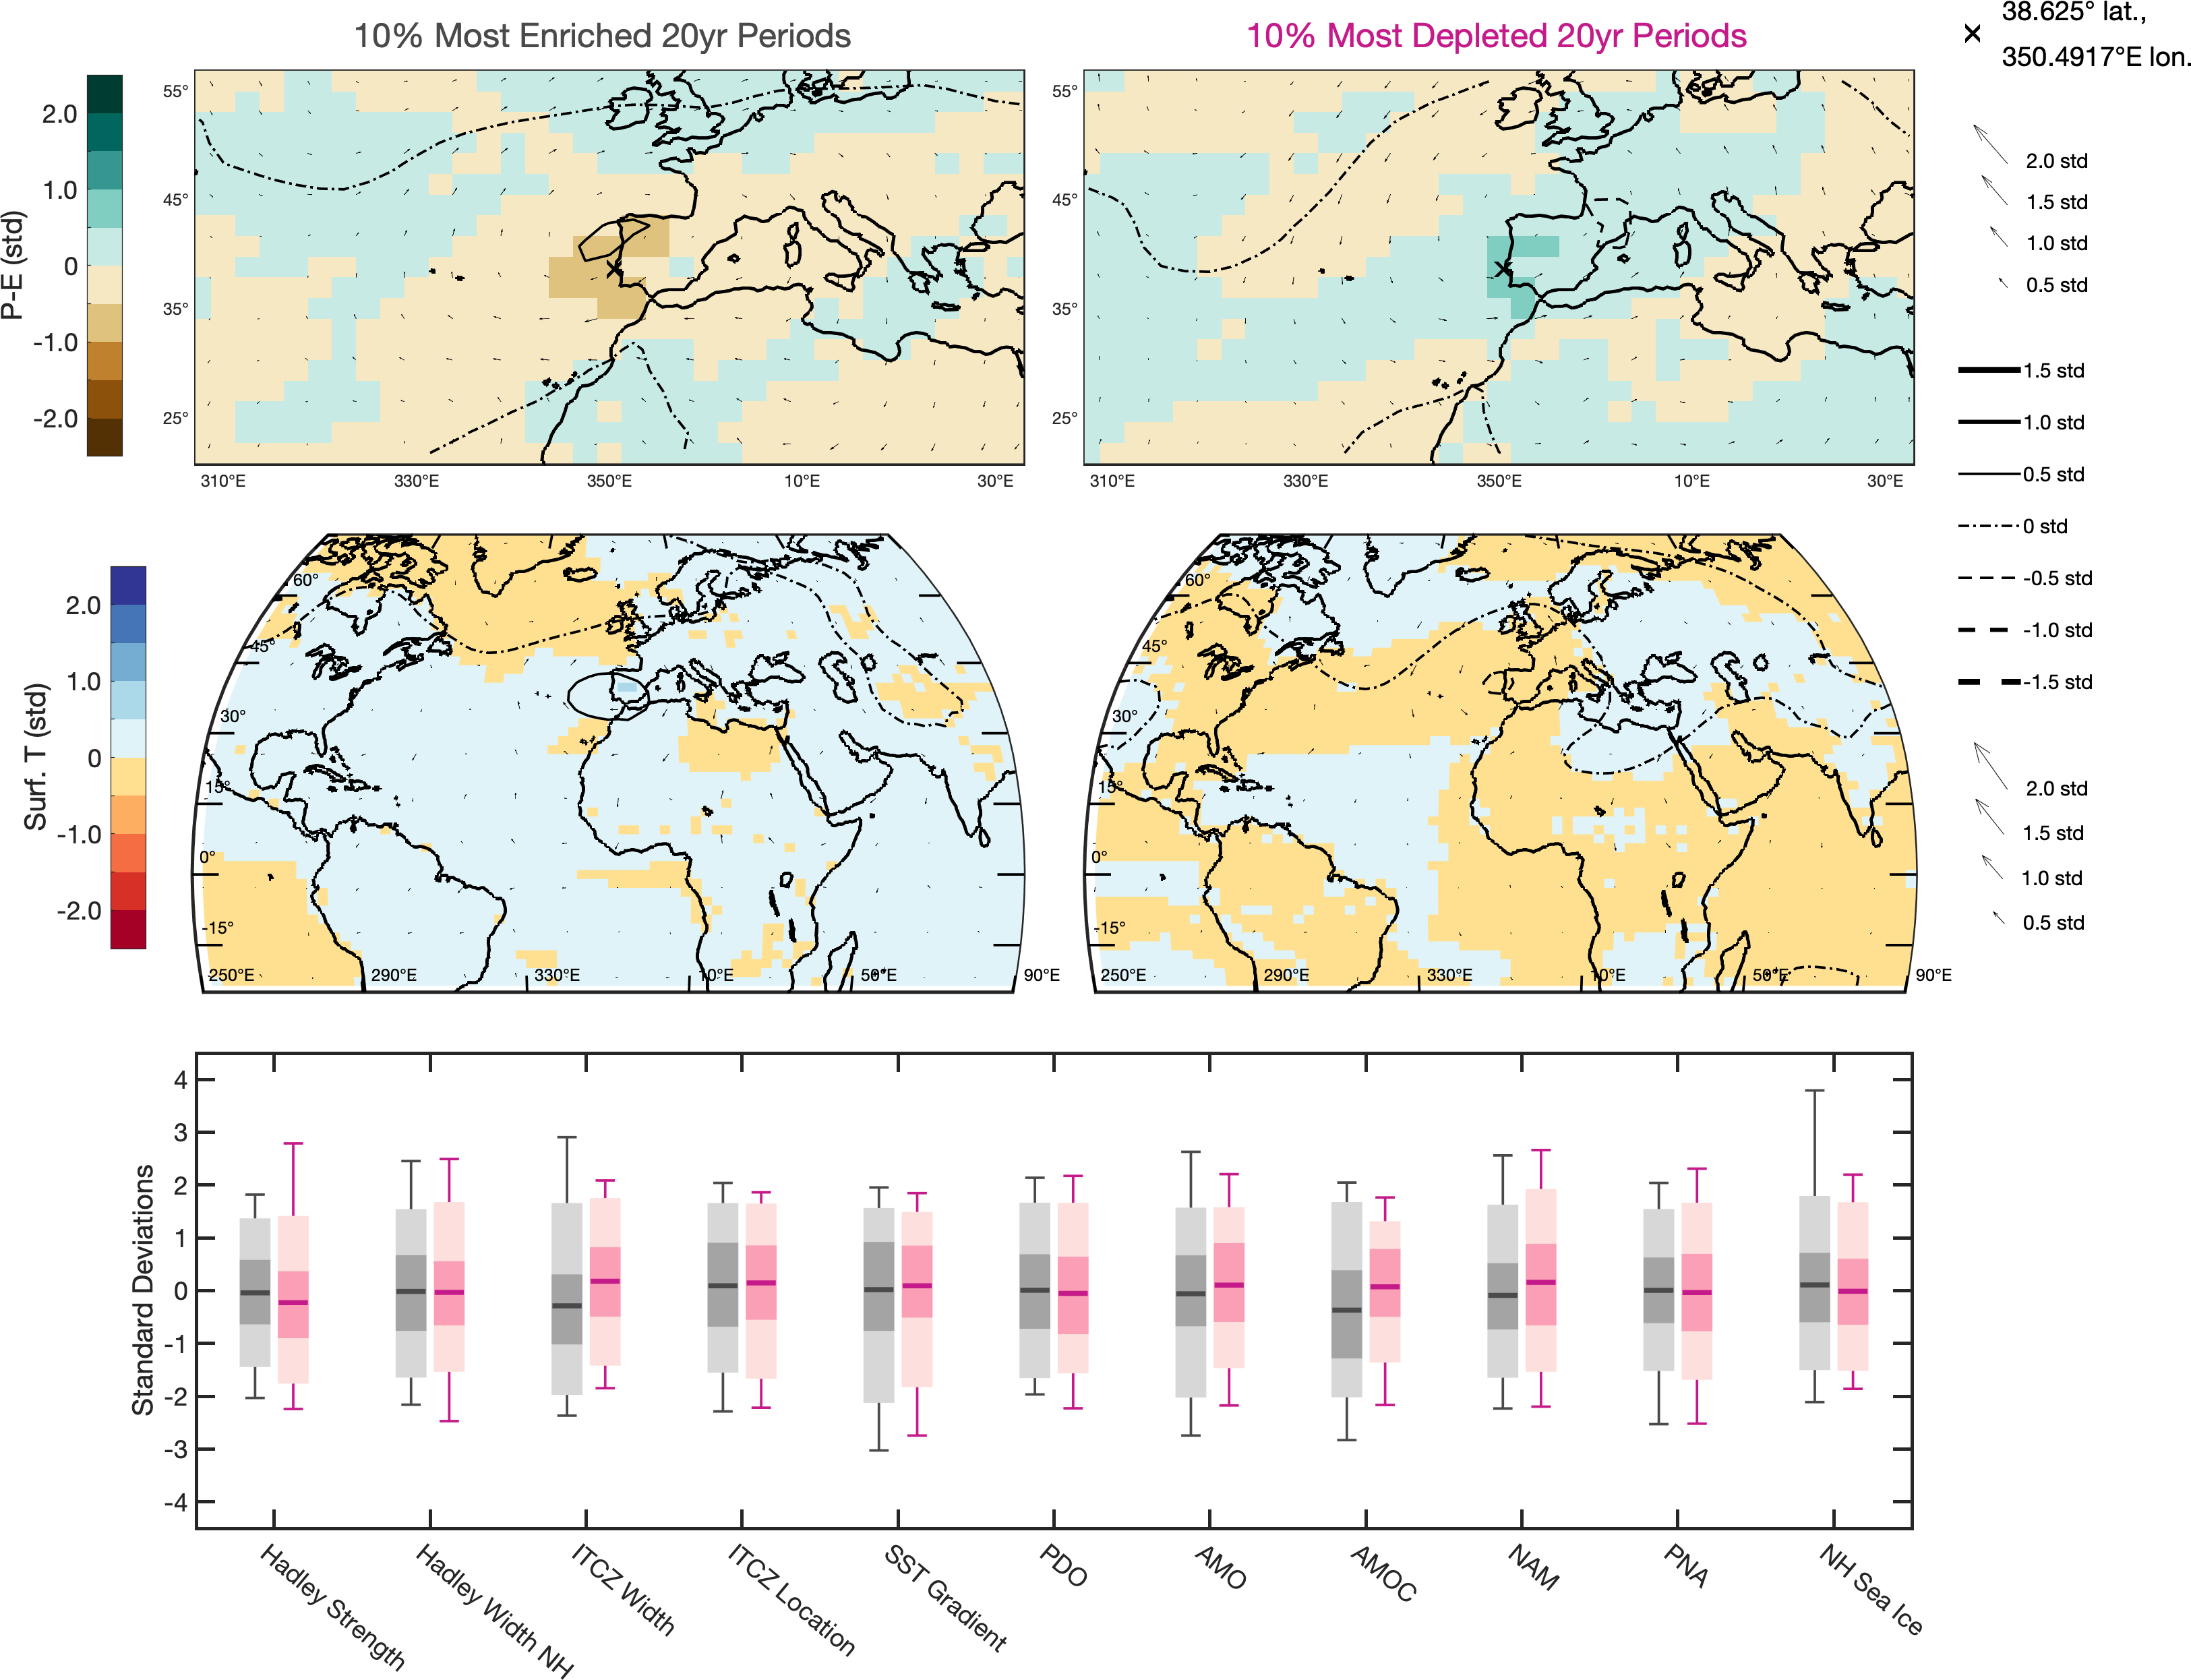 10% Most Enriched 20yr Periods
10% Most Depleted 20yr Periods
38.625° lat.,
350.4917°E lon.
P-E (std)
2.0
1.0
0
-1.0
-2.0
55°
45°
35°
25°
310°E
330°E
350°E
10°E
30°E
55°
45°
35°
25°
310°E
330°E
350°E
10°E
30°E
2.0 std
1.5 std
1.0 std
0.5 std
1.5 std
1.0 std
0.5 std
0 std
-0.5 std
-1.0 std
-1.5 std
Surf. T (std)
2.0
1.0
0
-1.0
-2.0
60°
45°
30°
15°
0°
-15°
250°E
290°E
330°E
10°E
50°E
90°E
60°
45°
30°
15°
0°
-15°
250°E
290°E
330°E
10°E
50°E
90°E
2.0 std
1.5 std
1.0 std
0.5 std
Standard Deviations
4
3
2
1
0
-1
-2
-3
-4
Hadley Strength
Hadley Width NH
ITCZ Width
ITCZ Location
SST Gradient
PDO
AMO
AMOC
NAM
PNA
NH Sea Ice